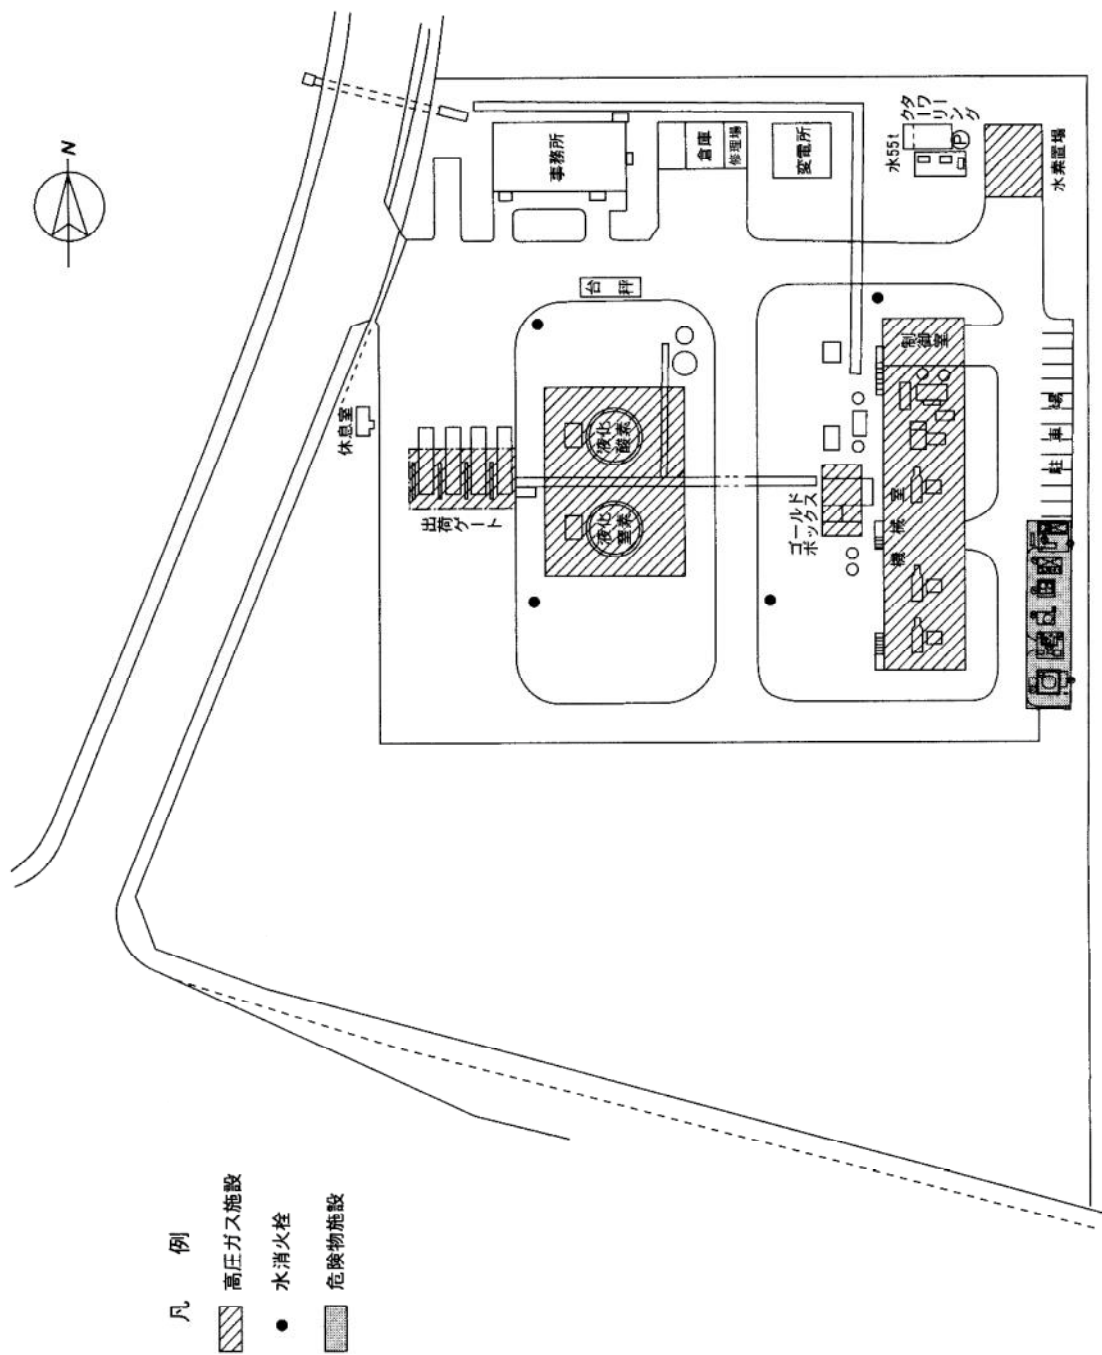 凡 例
高圧ガス施設
水消火栓
危険物施設
N
休息室
出荷ゲート
液化
窒素
液化
酸素
台秤
事務所
倉庫
修理場
変電所
水55t
クーリング
タワー
P
水素置場
ゴールド
ボックス
機械室
制御室
駐車場